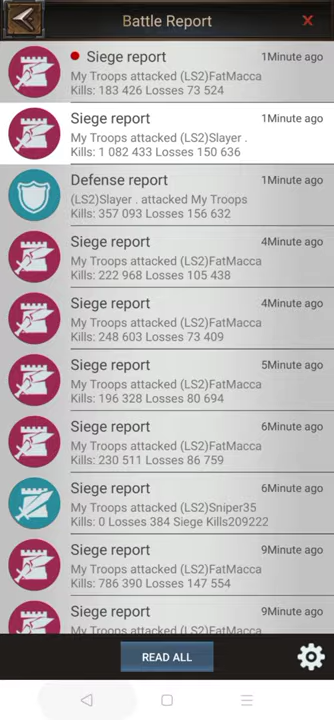 Battle Report
Siege report 1Minute ago
My Troops attacked (LS2)FatMacca
Kills: 183 426 Losses 73 524
Siege report 1Minute ago
My Troops attacked (LS2)Slayer .
Kills: 1 082 433 Losses 150 636
Defense report 1Minute ago
(LS2)Slayer . attacked My Troops
Kills: 357 093 Losses 156 632
Siege report 4Minute ago
My Troops attacked (LS2)FatMacca
Kills: 222 968 Losses 105 438
Siege report 4Minute ago
My Troops attacked (LS2)FatMacca
Kills: 248 603 Losses 73 409
Siege report 5Minute ago
My Troops attacked (LS2)FatMacca
Kills: 196 328 Losses 80 694
Siege report 6Minute ago
My Troops attacked (LS2)FatMacca
Kills: 230 511 Losses 86 759
Siege report 6Minute ago
My Troops attacked (LS2)Sniper35
Kills: 0 Losses 384 Siege Kills209222
Siege report 9Minute ago
My Troops attacked (LS2)FatMacca
Kills: 786 390 Losses 147 554
Siege report 9Minute ago
My Troops attacked (LS2)FatMacca
READ ALL